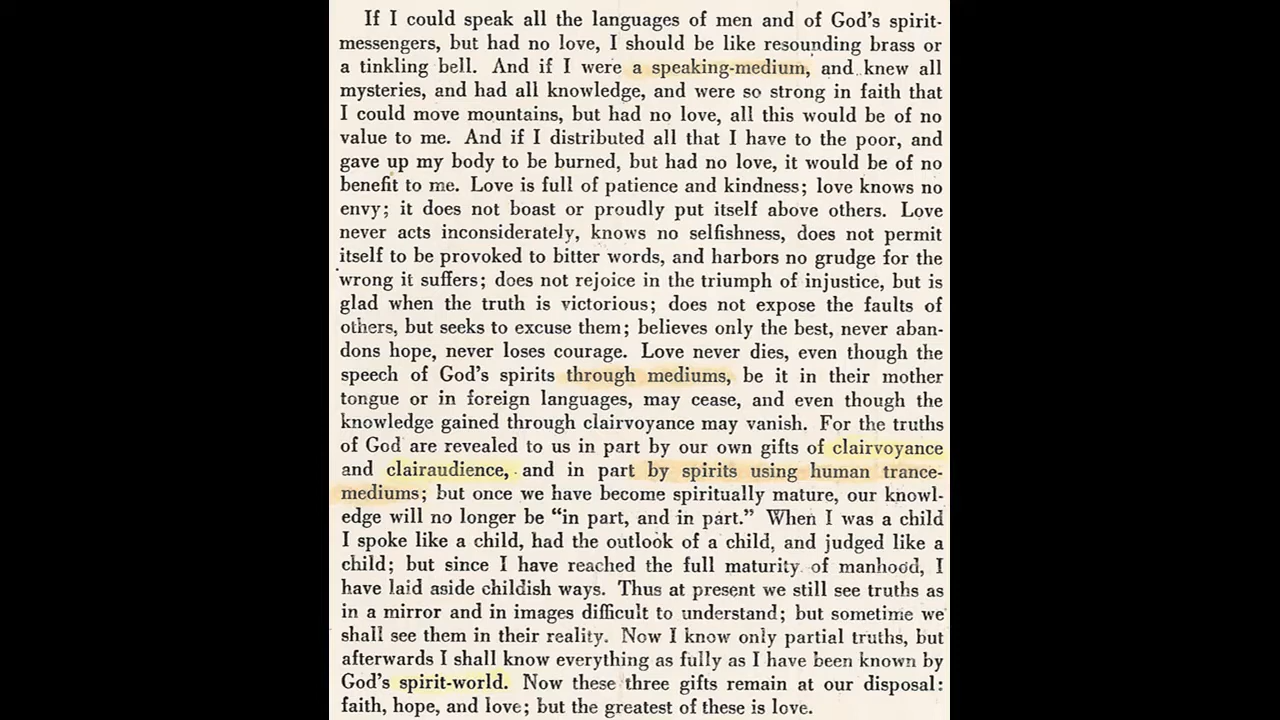 If I could speak all the languages of men and of God's spirit-
messengers, but had no love, I should be like resounding brass or
a tinkling bell. And if I were a speaking-medium, and knew all
mysteries, and had all knowledge, and were so strong in faith that
I could move mountains, but had no love, all this would be of no
value to me. And if I distributed all that I have to the poor, and
gave up my body to be burned, but had no love, it would be of no
benefit to me. Love is full of patience and kindness; love knows no
envy; it does not boast or proudly put itself above others. Love
never acts inconsiderately, knows no selfishness, does not permit
itself to be provoked to bitter words, and harbors no grudge for the
wrong it suffers; does not rejoice in the triumph of injustice, but is
glad when the truth is victorious; does not expose the faults of
others, but seeks to excuse them; believes only the best, never aban-
dons hope, never loses courage. Love never dies, even though the
speech of God's spirits through mediums, be it in their mother
tongue or in foreign languages, may cease, and even though the
knowledge gained through clairvoyance may vanish. For the truths
of God are revealed to us in part by our own gifts of clairvoyance
and clairaudience, and in part by spirits using human trance-
mediums; but once we have become spiritually mature, our knowl-
edge will no longer be "in part, and in part." When I was a child
I spoke like a child, had the outlook of a child, and judged like a
child; but since I have reached the full maturity of manhood, I
have laid aside childish ways. Thus at present we still see truths as
in a mirror and in images difficult to understand; but sometime we
shall see them in their reality. Now I know only partial truths, but
afterwards I shall know everything as fully as I have been known by
God's spirit-world. Now these three gifts remain at our disposal:
faith, hope, and love; but the greatest of these is love.